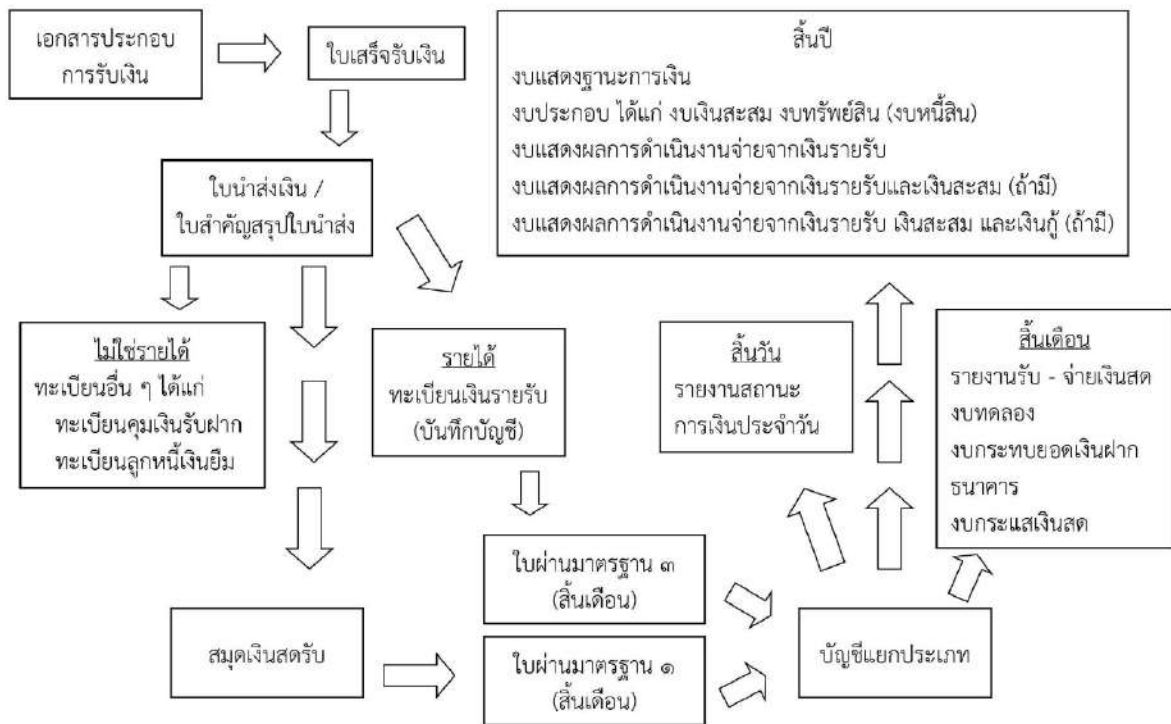 เอกสารประกอบ
การรับเงิน
ใบเสร็จรับเงิน
สิ้นปี
งบแสดงฐานะการเงิน
งบประกอบ ได้แก่ งบเงินสะสม งบทรัพย์สิน (งบหนี้สิน)
งบแสดงผลการดำเนินงานจ่ายจากเงินรายรับ
งบแสดงผลการดำเนินงานจ่ายจากเงินรายรับและเงินสะสม (ถ้ามี)
งบแสดงผลการดำเนินงานจ่ายจากเงินรายรับ เงินสะสม และเงินกู้ (ถ้ามี)
ใบนำส่งเงิน /
ใบสำคัญสรุปใบนำส่ง
ไม่ใช่รายได้
ทะเบียนอื่น ๆ ได้แก่
ทะเบียนคุมเงินรับฝาก
ทะเบียนลูกหนี้เงินยืม
รายได้
ทะเบียนเงินรายรับ
(บันทึกบัญชี)
สิ้นวัน
รายงานสถานะ
การเงินประจำวัน
สิ้นเดือน
รายงานรับ - จ่ายเงินสด
งบทดลอง
งบกระทบยอดเงินฝาก
ธนาคาร
งบกระแสเงินสด
ใบผ่านมาตรฐาน ๓
(สิ้นเดือน)
สมุดเงินสดรับ
ใบผ่านมาตรฐาน ๑
(สิ้นเดือน)
บัญชีแยกประเภท